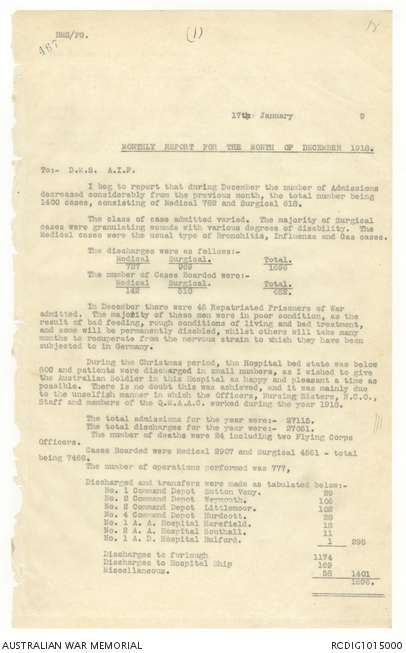 HMS/FG.
(1)
467
17th January 9
MONTHLY REPORT FOR THE MONTH OF DECEMBER 1918.
To:- D.M.S. A.I.F.
I beg to report that during December the number of Admissions
decreased considerably from the previous month, the total number being
1400 cases, consisting of Medical 782 and Surgical 618.
The class of case admitted varied. The majority of Surgical
cases were granulating wounds with various degrees of disability. The
Medical cases were the usual type of Bronchitis, Influenza and Gas cases.
The discharges were as follows:-
Medical Surgical. Total.
727 969 1696
The number of Cases Boarded were:-
Medical Surgical. Total.
142 510 652.
In December there were 46 Repatriated Prisoners of War
admitted. The majority of these men were in poor condition, as the
result of bad feeding, rough conditions of living and bad treatment,
and some will be permanently disabled, whilst others will take many
months to recuperate from the nervous strain to which they have been
subjected to in Germany.
During the Christmas period, the Hospital bed state was below
800 and patients were discharged in small numbers, as I wished to give
the Australian Soldier in this Hospital as happy and pleasant a time as
possible. There is no doubt this was achieved, and it was mainly due
to the unselfish manner in which the Officers, Nursing Sisters, N.C.O.,
Staff and members of the Q.M.A.A.C. worked during the year 1918.
The total admissions for the year were:- 27115.
The total discharges for the year were:- 27051.
The number of deaths were 24 including two Flying Corps
Officers.
Cases Boarded were Medical 2907 and Surgical 4561 - total
being 7468.
The number of operations performed was 777,
Discharged and transfers were made as tabulated below:-
No. 1 Command Depot Sutton Veny. 29
No. 2 Command Depot Weymouth. 106
No. 3 Command Depot Littlemoor. 102
No. 4 Command Depot Hurdcott. 28
No. 1 A. A. Hospital Harefield. 18
No. 2 A. A. Hospital Southall. 11
No. 1 A. D. Hospital Bulford. 1 295
Discharges to Furlough 1174
Discharges to Hospital Ship 169
Miscellaneous. 58 1401
1696.
AUSTRALIAN WAR MEMORIAL RCDIG1015000